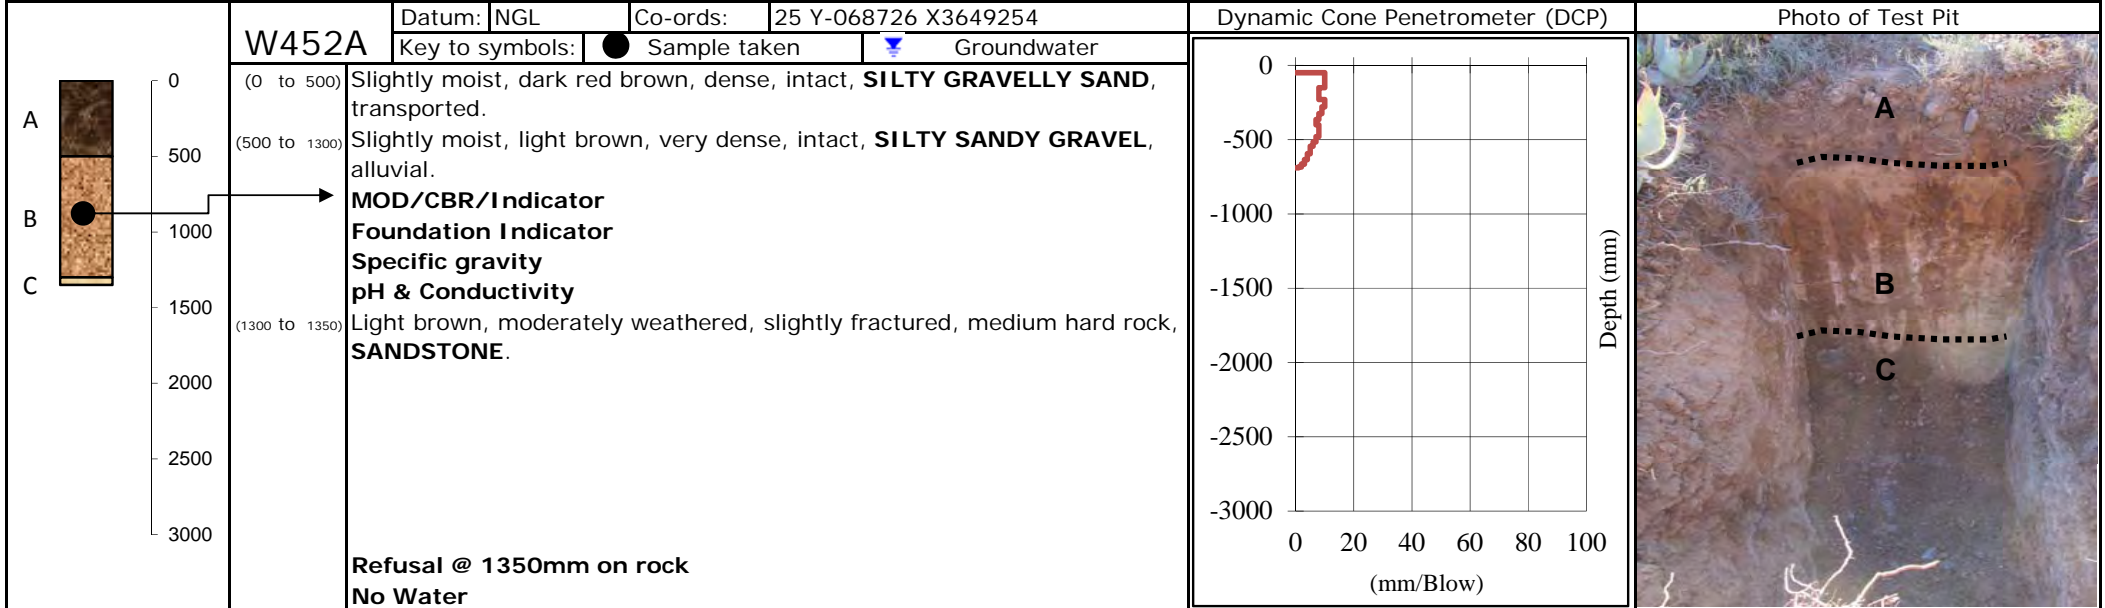 W452A
Datum: NGL Co-ords: 25 Y-068726 X3649254
Key to symbols: Sample taken Groundwater
Dynamic Cone Penetrometer (DCP)
Photo of Test Pit
A
B
C
0
500
1000
1500
2000
2500
3000
(0 to 500) Slightly moist, dark red brown, dense, intact, SILTY GRAVELLY SAND,
transported.
(500 to 1300) Slightly moist, light brown, very dense, intact, SILTY SANDY GRAVEL,
alluvial.
MOD/CBR/Indicator
Foundation Indicator
Specific gravity
pH & Conductivity
(1300 to 1350) Light brown, moderately weathered, slightly fractured, medium hard rock,
SANDSTONE.
Refusal @ 1350mm on rock
No Water
0
-500
-1000
-1500
-2000
-2500
-3000
0 20 40 60 80 100
(mm/Blow)
Depth (mm)
A
B
C